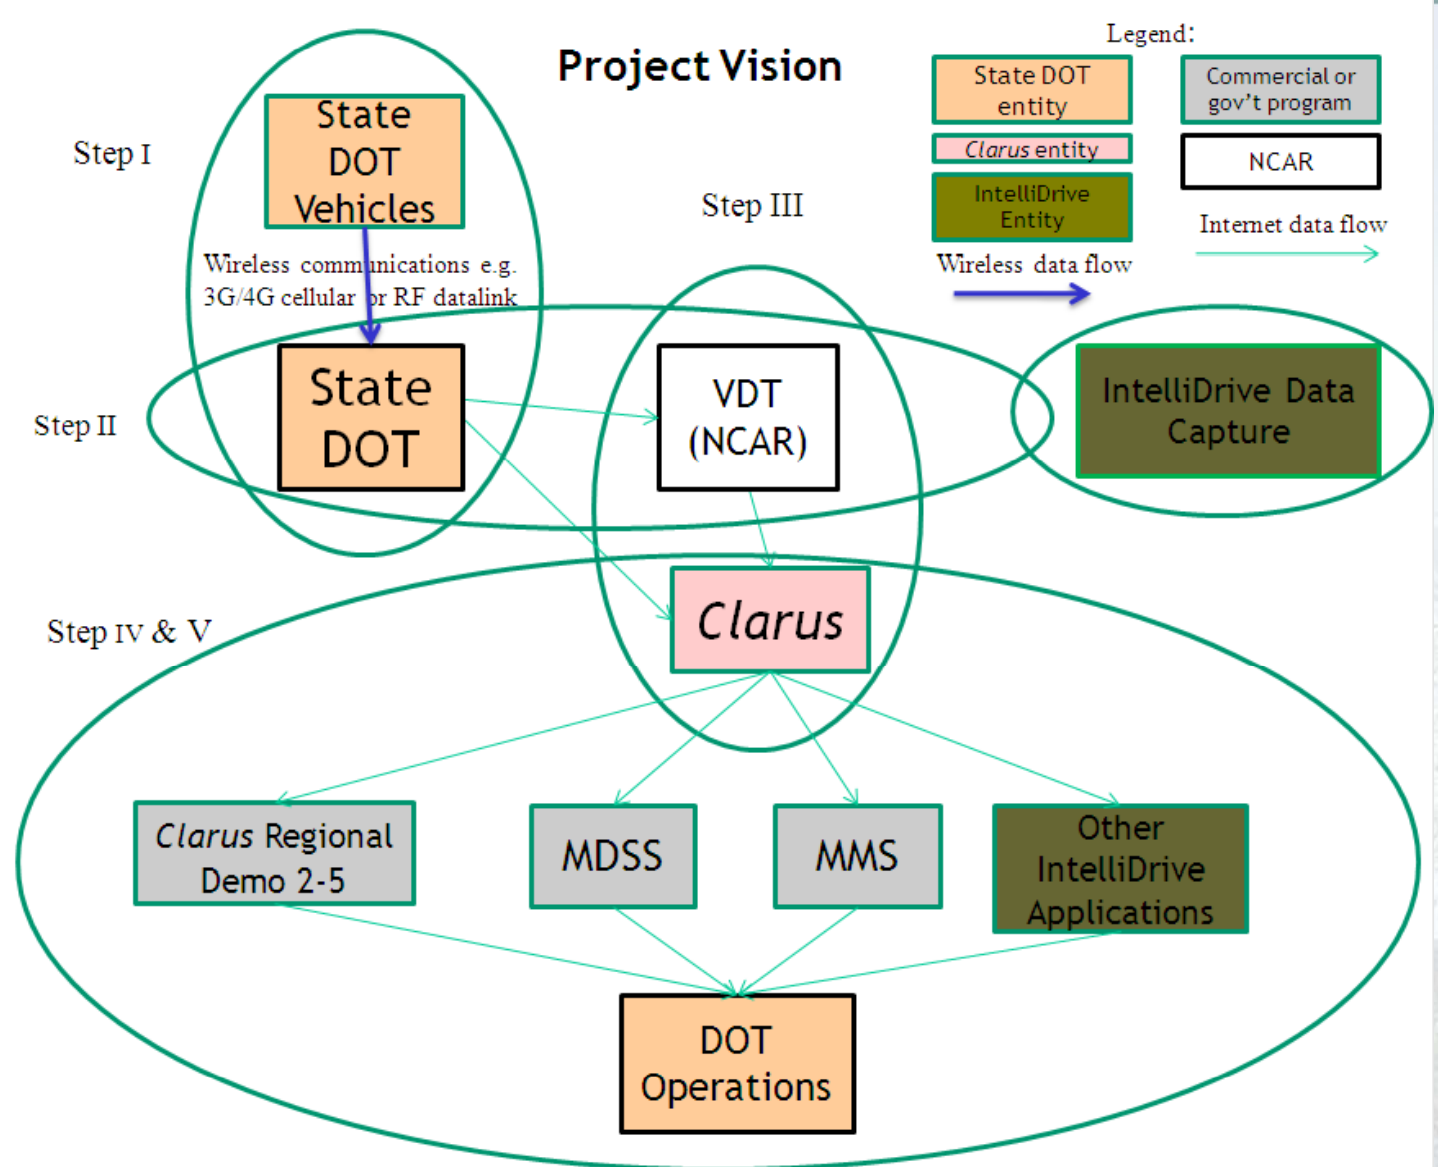 Project Vision
Legend:
State DOT
entity
Commercial or
gov't program
Clarus entity
NCAR
IntelliDrive
Entity
Internet data flow
Wireless data flow
Step I
State
DOT
Vehicles
Wireless communications e.g.
3G/4G cellular or RF datalink
Step III
Step II
State
DOT
VDT
(NCAR)
IntelliDrive Data
Capture
Clarus
Step IV & V
Clarus Regional
Demo 2-5
MDSS
MMS
Other
IntelliDrive
Applications
DOT
Operations